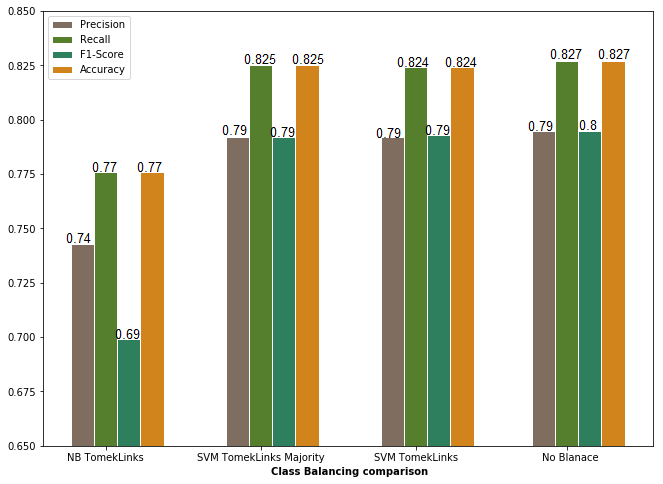 0.850
0.825
0.800
0.775
0.750
0.725
0.700
0.675
0.650
Precision
Recall
F1-Score
Accuracy
0.74
0.77
0.69
0.77
0.79
0.825
0.79
0.825
0.79
0.824
0.79
0.824
0.79
0.827
0.8
0.827
NB TomekLinks
SVM TomekLinks Majority
SVM TomekLinks
No Blanace
Class Balancing comparison